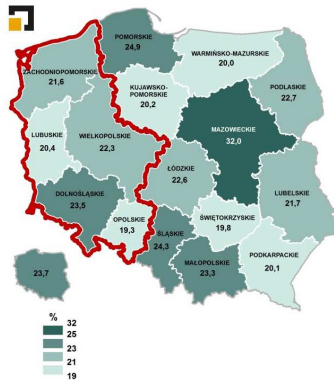 POMORSKIE
24,9
WARMIŃSKO-MAZURSKIE
20,0
ZACHODNIOPOMORSKIE
21,6
KUJAWSKO-
POMORSKIE
20,2
PODLASKIE
22,7
MAZOWIECKIE
32,0
LUBUSKIE
20,4
WIELKOPOLSKIE
22,3
ŁÓDZKIE
22,6
LUBELSKIE
21,7
DOLNOŚLĄSKIE
23,5
OPOLSKIE
19,3
ŚLĄSKIE
24,3
ŚWIĘTOKRZYSKIE
19,8
MAŁOPOLSKIE
23,3
PODKARPACKIE
20,1
23,7
%
32
25
23
21
19